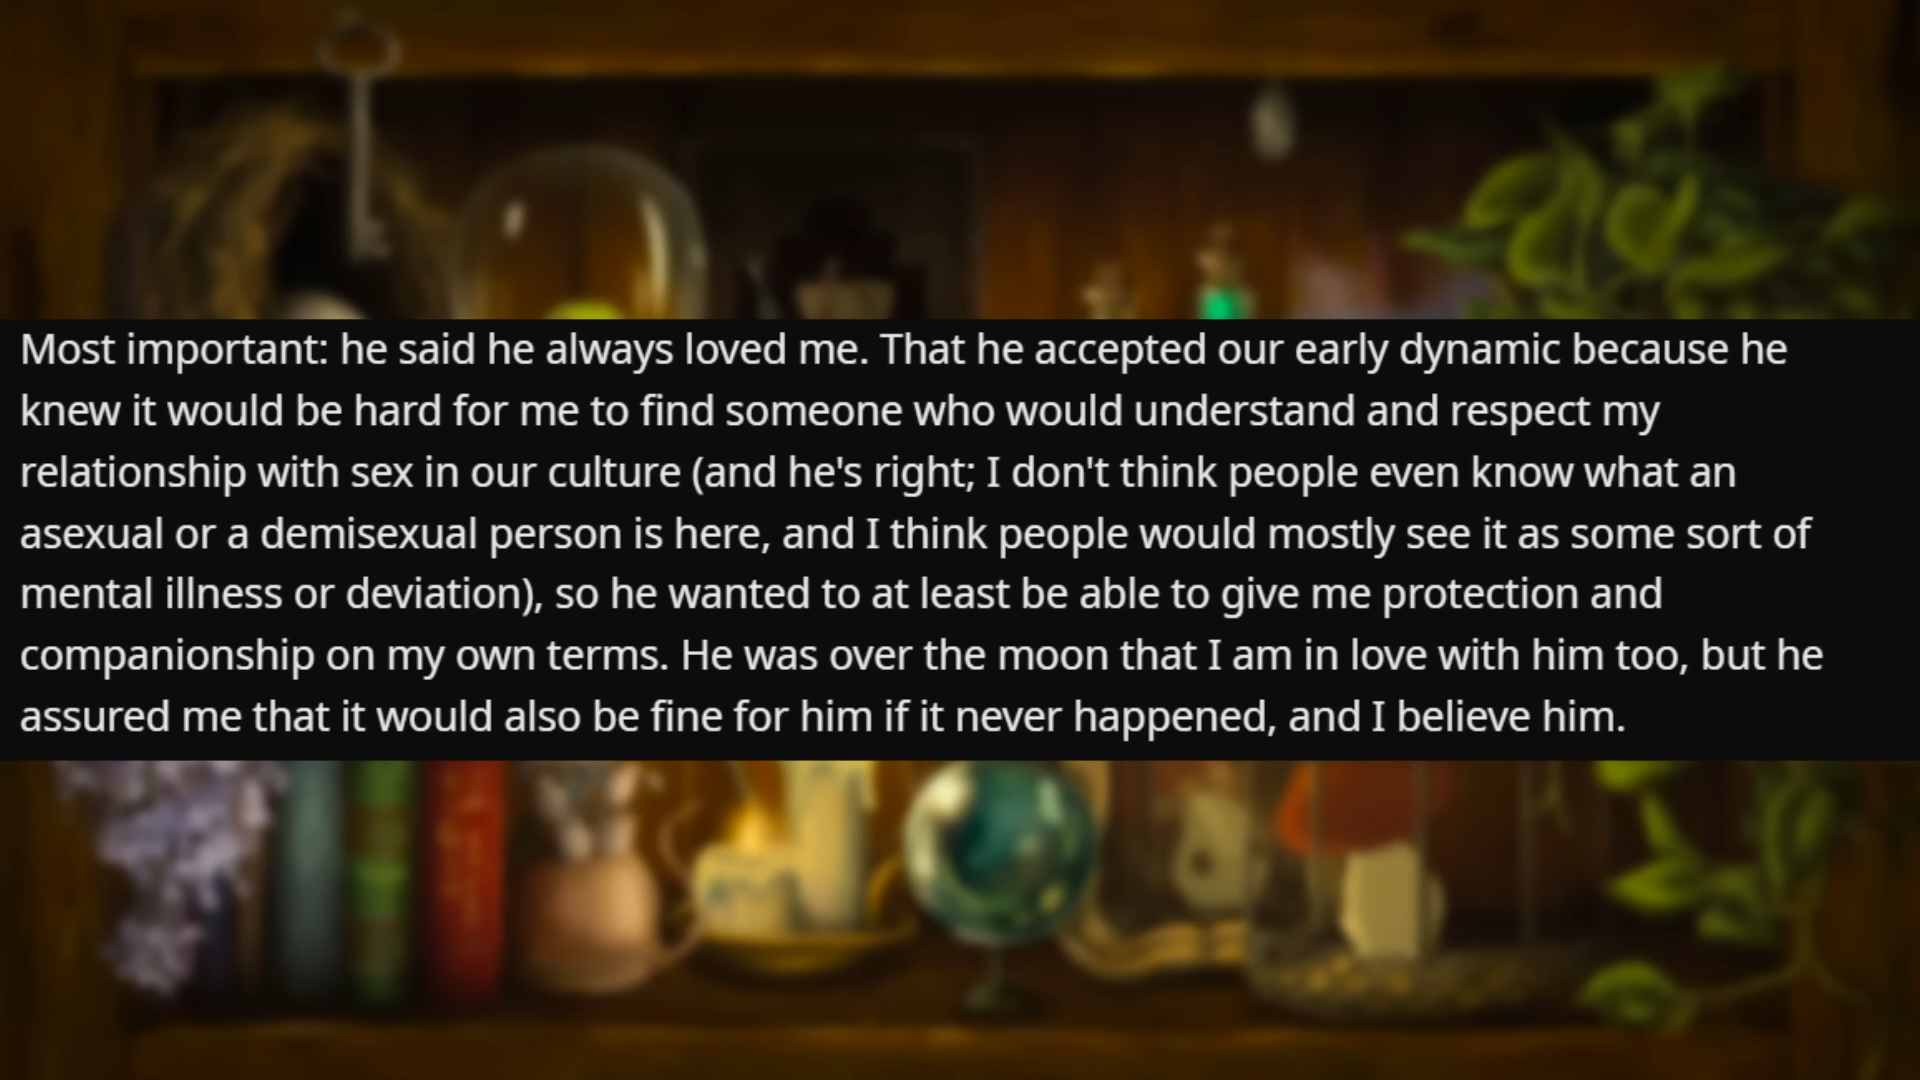 Most important: he said he always loved me. That he accepted our early dynamic because he
knew it would be hard for me to find someone who would understand and respect my
relationship with sex in our culture (and he's right; I don't think people even know what an
asexual or a demisexual person is here, and I think people would mostly see it as some sort of
mental illness or deviation), so he wanted to at least be able to give me protection and
companionship on my own terms. He was over the moon that I am in love with him too, but he
assured me that it would also be fine for him if it never happened, and I believe him.